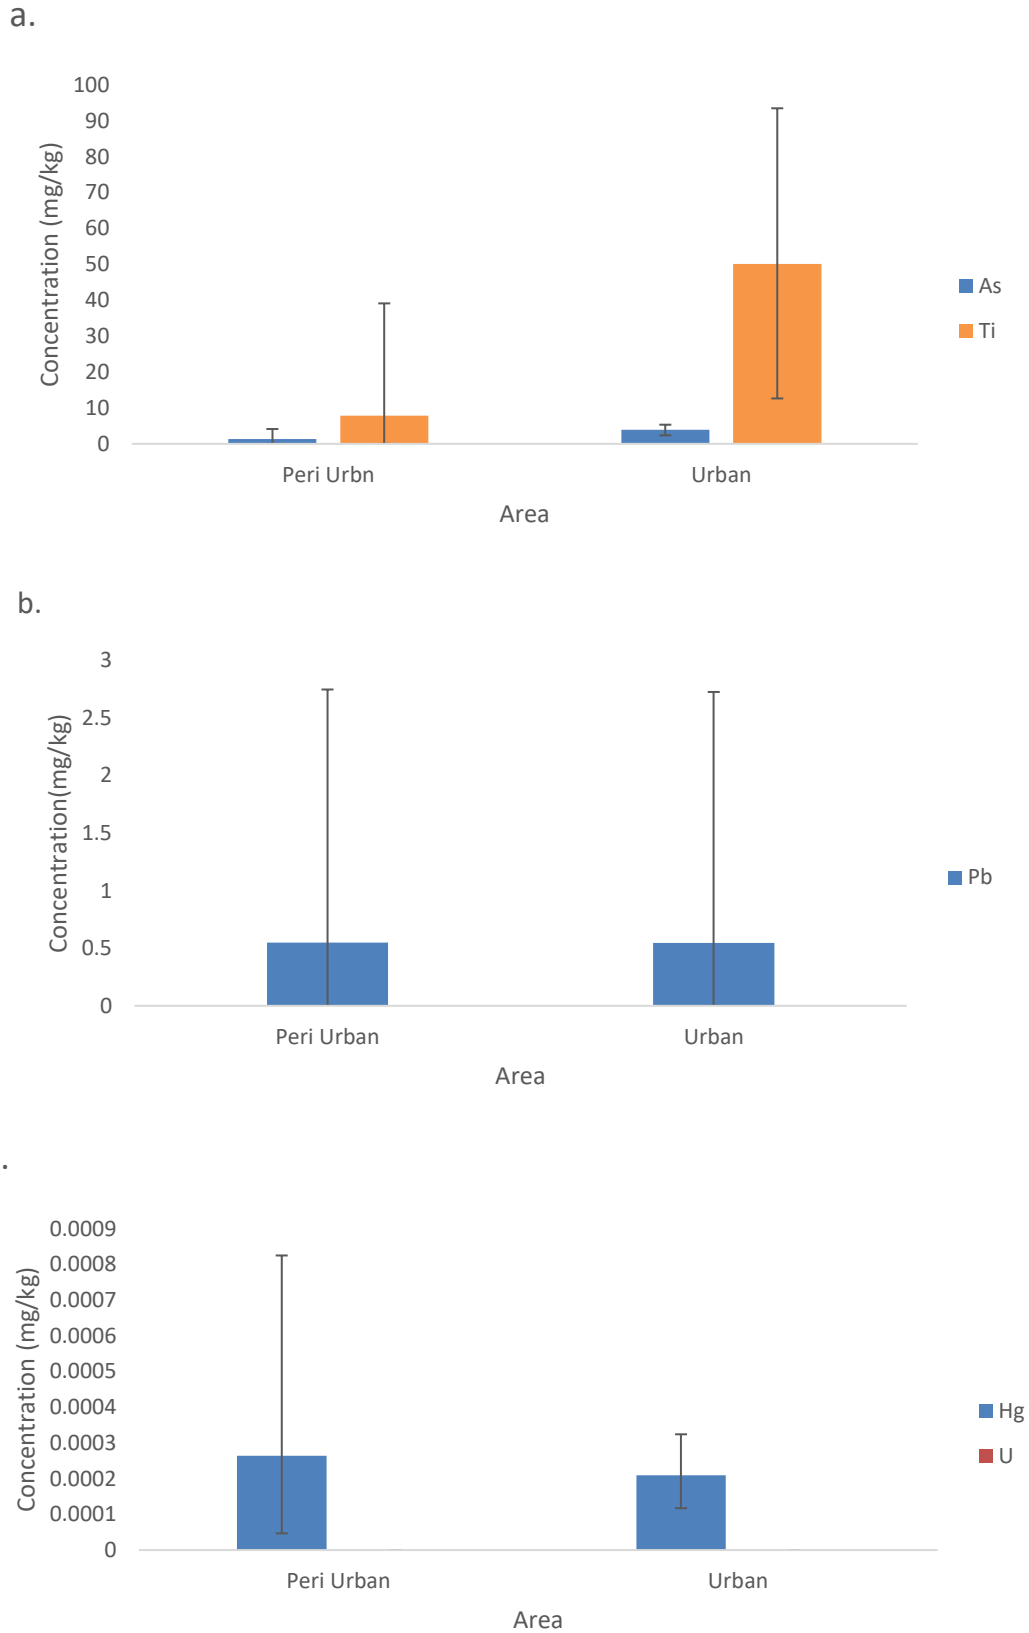 a.
100
90
80
70
60
50
40
30
20
10
0
Concentration (mg/kg)
Peri Urbn
Urban
Area
As
Ti
b.
3
2.5
2
1.5
1
0.5
0
Concentration(mg/kg)
Peri Urban
Urban
Area
Pb
.
0.0009
0.0008
0.0007
0.0006
0.0005
0.0004
0.0003
0.0002
0.0001
0
Concentration (mg/kg)
Peri Urban
Urban
Area
Hg
U